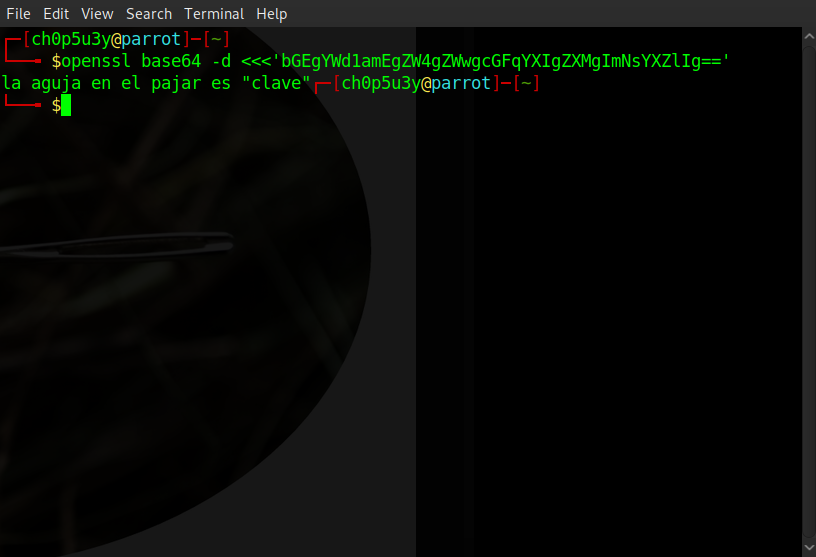 File Edit View Search Terminal Help
┌─[ch0p5u3y@parrot]─[~]
└──╼ $openssl base64 -d <<<'bGEgYWd1amEgZW4gZWwgcGFqYXIgZXMgImNsYXZlIg=='
la aguja en el pajar es "clave"┌─[ch0p5u3y@parrot]─[~]
└──╼ $